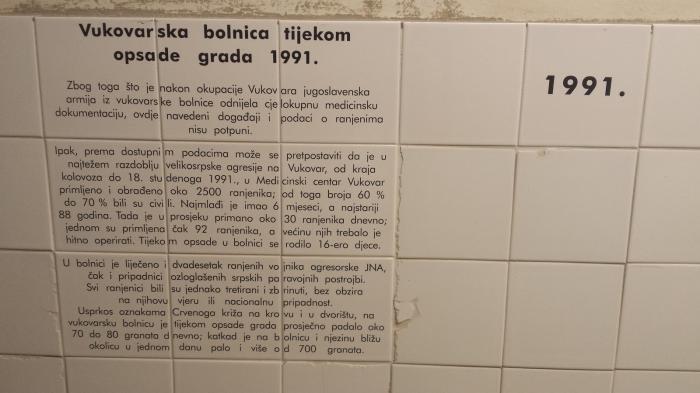 Vukovarska bolnica tijekom
opsade grada 1991.
Zbog toga što je nakon okupacije Vukovara jugoslavenska
armija iz vukovarske bolnice odnijela cjelokupnu medicinsku
dokumentaciju, ovdje navedeni događaji i podaci o ranjenima
nisu potpuni.
Ipak, prema dostupnim podacima može se pretpostaviti da je u
najtežem razdoblju velikosrpske agresije na Vukovar, od kraja
kolovoza do 18. studenoga 1991., u Medicinski centar Vukovar
primljeno i obrađeno oko 2500 ranjenika; od toga broja 60 %
do 70 % bili su civili. Najmlađi je imao 6 mjeseci, a najstariji
88 godina. Tada je u prosjeku primano oko 30 ranjenika dnevno;
jednom su primljena čak 92 ranjenika, a većinu njih trebalo je
hitno operirati. Tijekom opsade u bolnici se rodilo 16-ero djece.
U bolnici je liječeno i dvadesetak ranjenih vojnika agresorske JNA,
čak i pripadnici ozloglašenih srpskih paravojnih postrojbi.
Svi ranjenici bili su jednako tretirani i zbrinuti, bez obzira
na njihovu vjeru ili nacionalnu pripadnost.
Usprkos oznakama Crvenoga križa na krovu i u dvorištu, na
vukovarsku bolnicu je tijekom opsade grada prosječno padalo oko
70 do 80 granata dnevno; katkad je na bolnicu i njezinu bližu
okolicu u jednom danu palo i više od 700 granata.
1991.